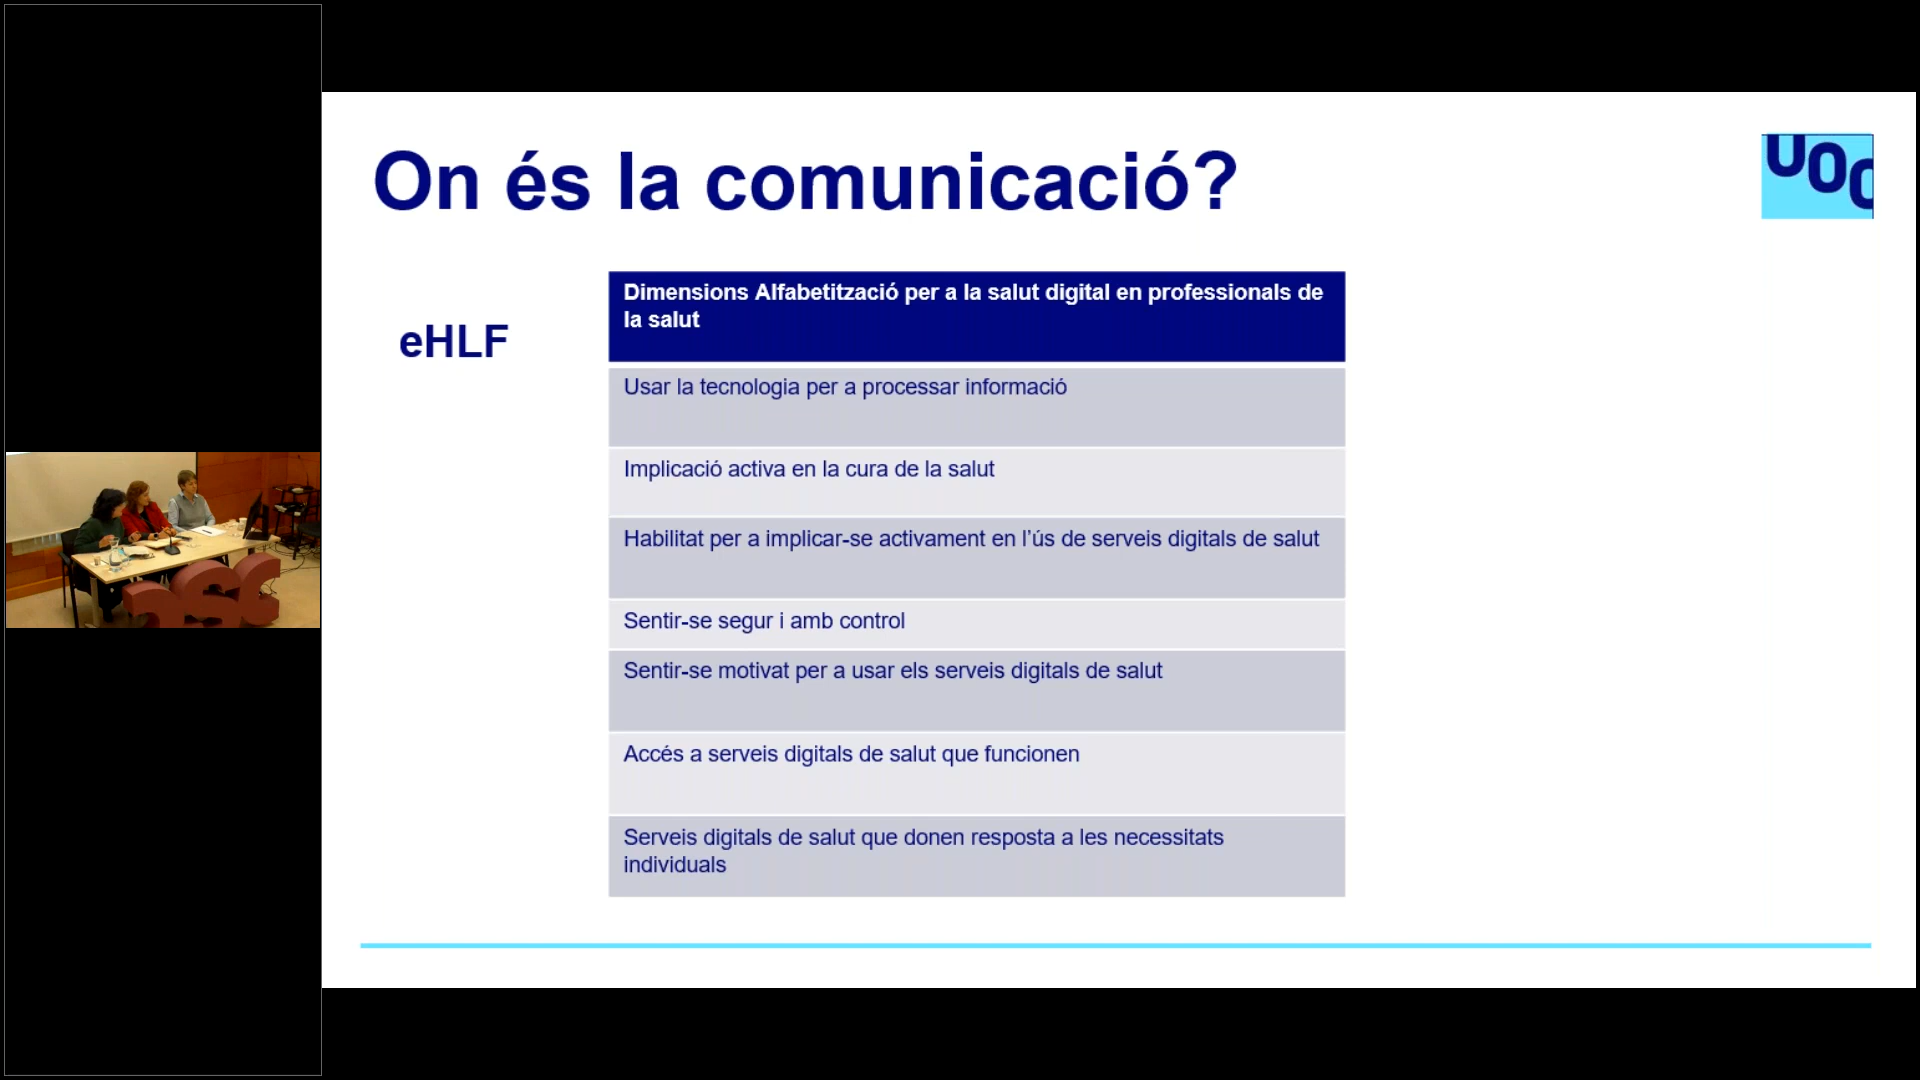 On és la comunicació?
UOC
eHLF
Dimensions Alfabetització per a la salut digital en professionals de
la salut
Usar la tecnologia per a processar informació
Implicació activa en la cura de la salut
Habilitat per a implicar-se activament en l'ús de serveis digitals de salut
Sentir-se segur i amb control
Sentir-se motivat per a usar els serveis digitals de salut
Accés a serveis digitals de salut que funcionen
Serveis digitals de salut que donen resposta a les necessitats
individuals